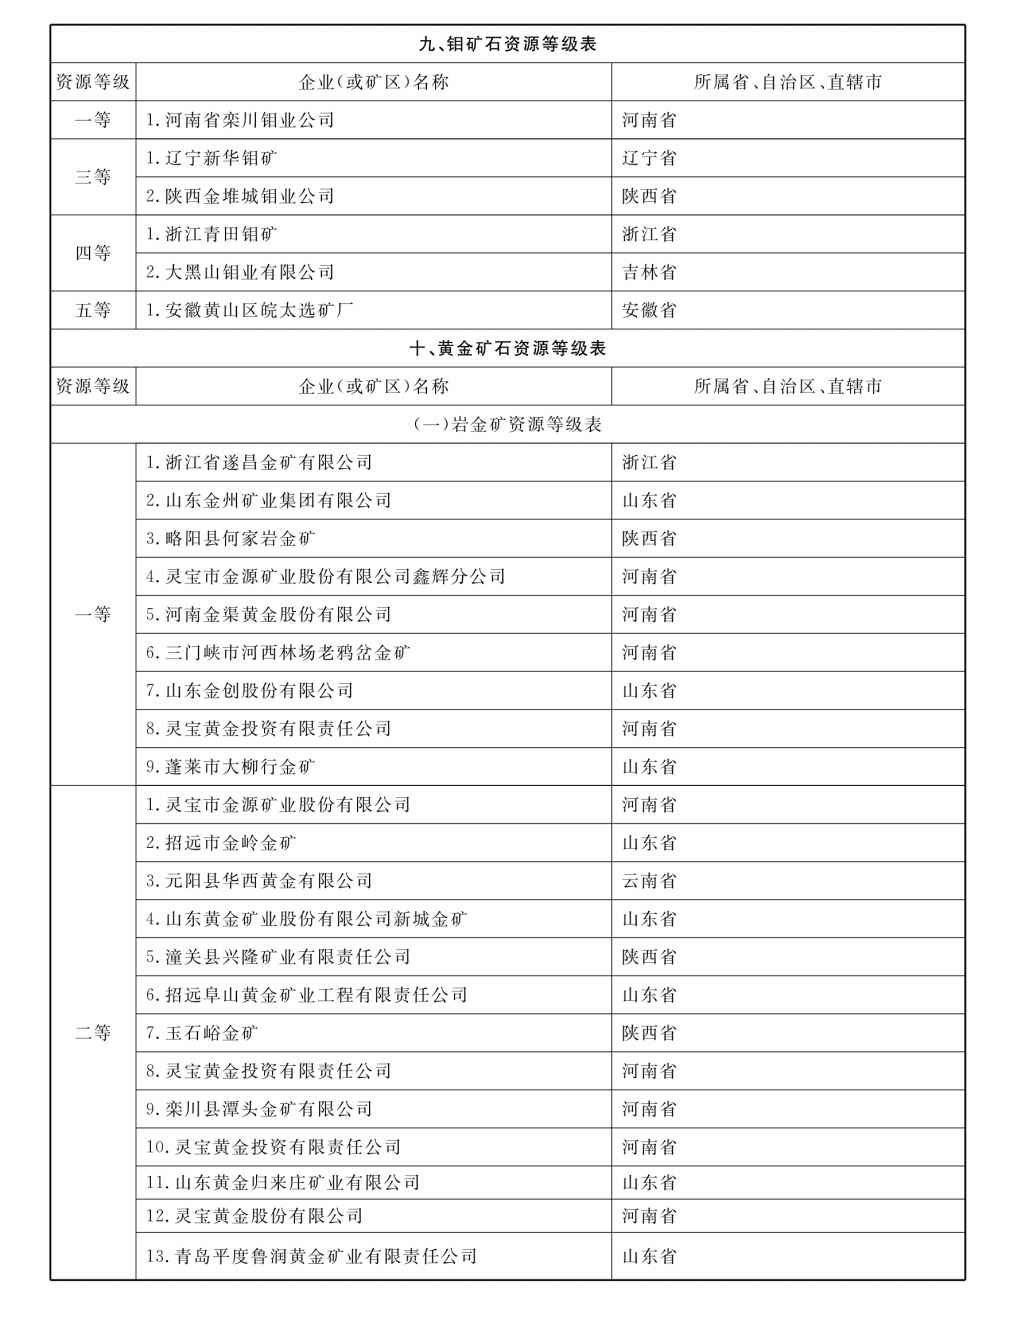 九、钼矿石资源等级表
资源等级 企业(或矿区)名称 所属省、自治区、直辖市
一等 1.河南省栾川钼业公司 河南省
三等 1.辽宁新华钼矿 辽宁省
2.陕西金堆城钼业公司 陕西省
四等 1.浙江青田钼矿 浙江省
2.大黑山钼业有限公司 吉林省
五等 1.安徽黄山区皖太选矿厂 安徽省
十、黄金矿石资源等级表
资源等级 企业(或矿区)名称 所属省、自治区、直辖市
(一)岩金矿资源等级表
一等 1.浙江省遂昌金矿有限公司 浙江省
2.山东金州矿业集团有限公司 山东省
3.略阳县何家岩金矿 陕西省
4.灵宝市金源矿业股份有限公司鑫辉分公司 河南省
5.河南金渠黄金股份有限公司 河南省
6.三门峡市河西林场老鸦岔金矿 河南省
7.山东金创股份有限公司 山东省
8.灵宝黄金投资有限责任公司 河南省
9.蓬莱市大柳行金矿 山东省
二等 1.灵宝市金源矿业股份有限公司 河南省
2.招远市金岭金矿 山东省
3.元阳县华西黄金有限公司 云南省
4.山东黄金矿业股份有限公司新城金矿 山东省
5.潼关县兴隆矿业有限责任公司 陕西省
6.招远阜山黄金矿业工程有限责任公司 山东省
7.玉石峪金矿 陕西省
8.灵宝黄金投资有限责任公司 河南省
9.栾川县潭头金矿有限公司 河南省
10.灵宝黄金投资有限责任公司 河南省
11.山东黄金归来庄矿业有限公司 山东省
12.灵宝黄金股份有限公司 河南省
13.青岛平度鲁润黄金矿业有限责任公司 山东省